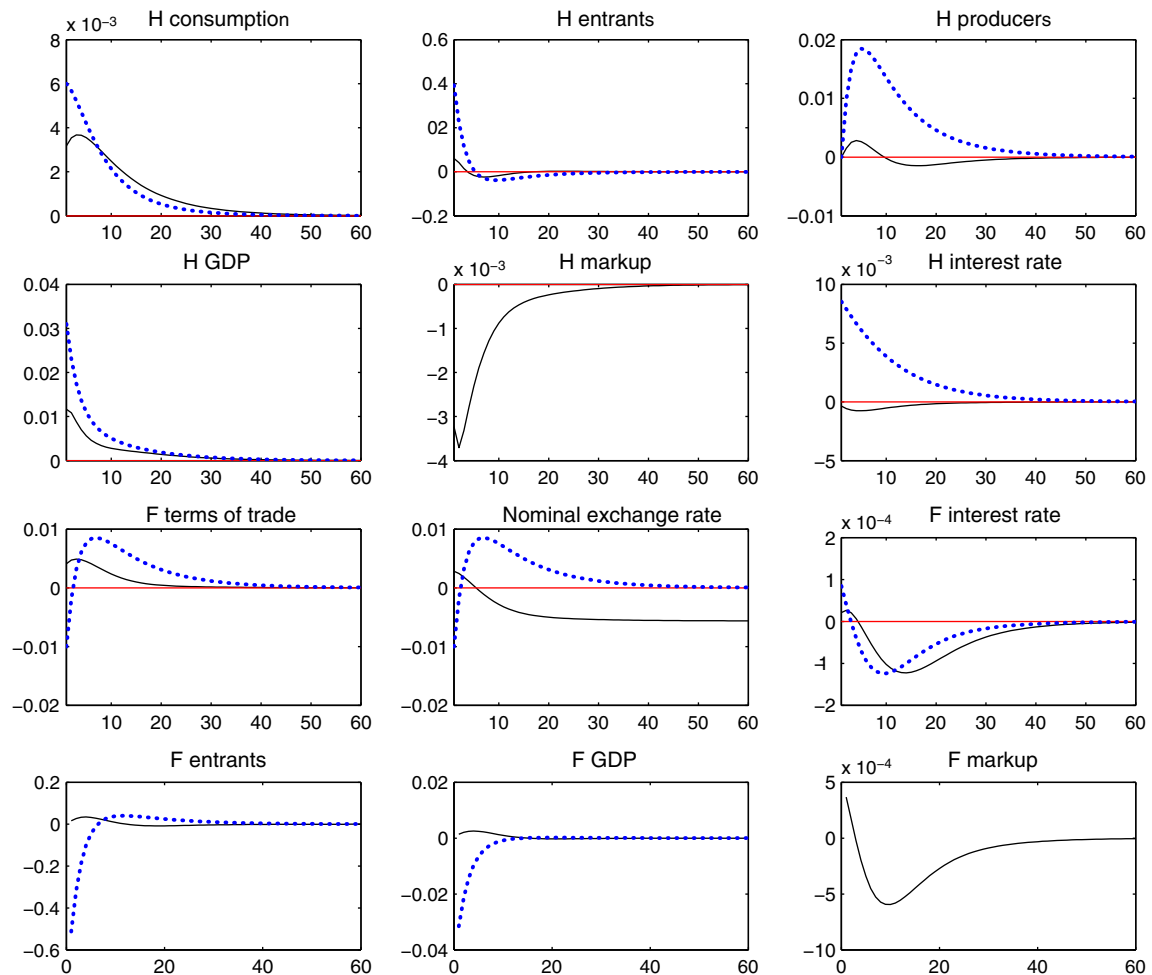 x 10⁻³ H consumption
8
6
4
2
0
10 20 30 40 50 60
H entrants
0.6
0.4
02
0
−0.2
10 20 30 40 50 60
H producers
0.02
0.01
0
−0.01
10 20 30 40 50 60
H GDP
0.04
0.03
0.02
0.01
0
10 20 30 40 50 60
H markup
x 10⁻³
0
−1
−2
−3
−4
10 20 30 40 50 60
H interest rate
x 10⁻³
10
5
0
−5
10 20 30 40 50 60
F terms of trade
0.01
0
−0.01
−0.02
10 20 30 40 50 60
Nominal exchange rate
0.01
0
−0.01
−0.02
10 20 30 40 50 60
F interest rate
x 10⁻⁴
2
1
0
−1
−2
10 20 30 40 50 60
F entrants
0.2
0
−0.2
−0.4
−0.6
0 20 40 60
F GDP
0.02
0
−0.02
−0.04
0 20 40 60
F markup
x 10⁻⁴
5
0
−5
−10
0 20 40 60